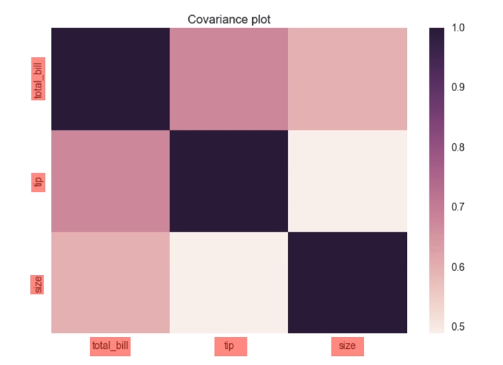 Covariance plot
total_bill
tip
size
total_bill tip size
1.0
0.9
0.8
0.7
0.6
0.5